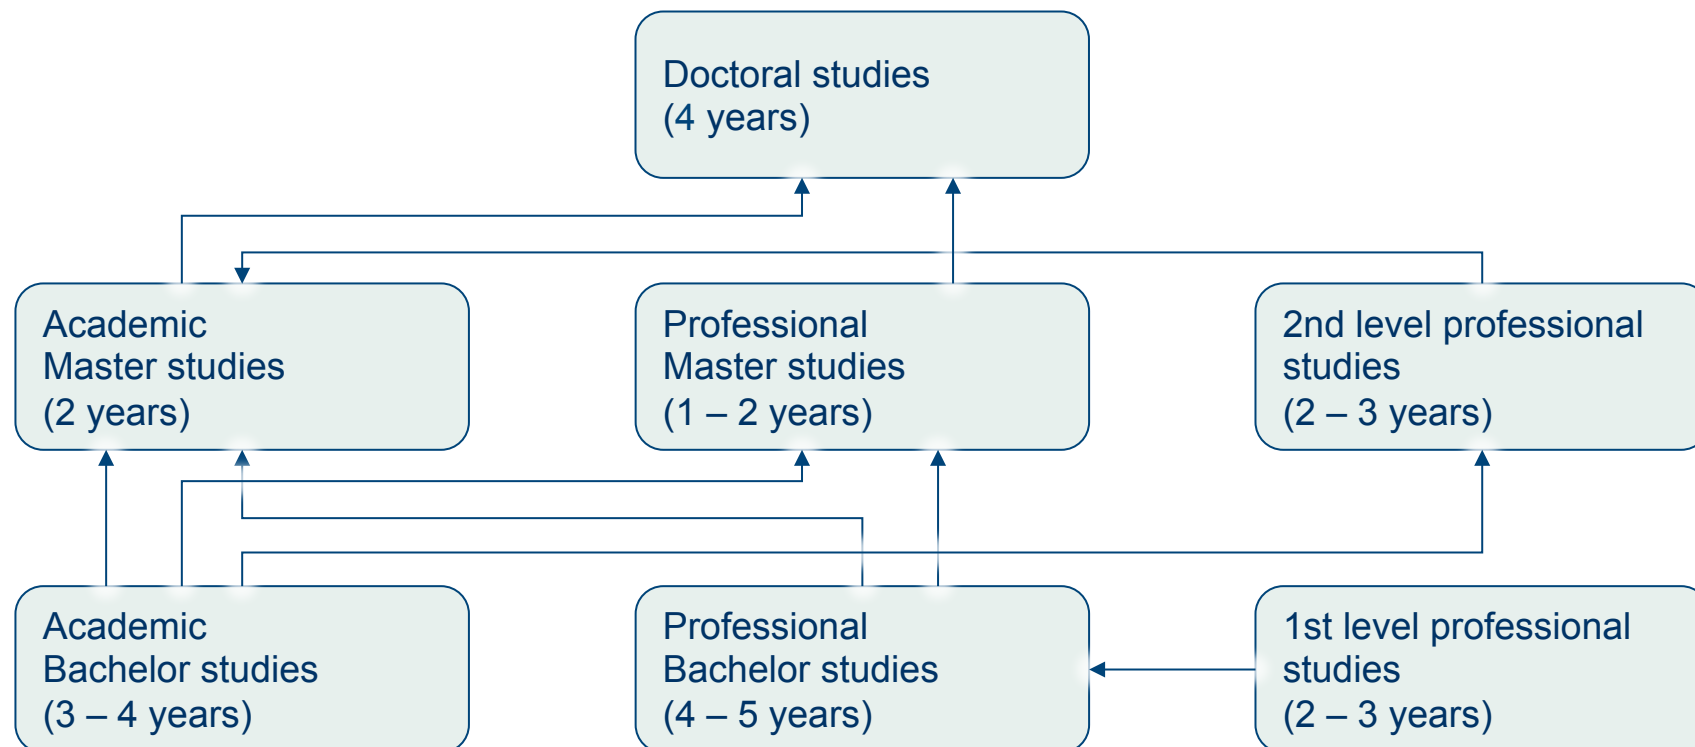 Doctoral studies
(4 years)
Academic
Master studies
(2 years)
Professional
Master studies
(1 – 2 years)
2nd level professional
studies
(2 – 3 years)
Academic
Bachelor studies
(3 – 4 years)
Professional
Bachelor studies
(4 – 5 years)
1st level professional
studies
(2 – 3 years)